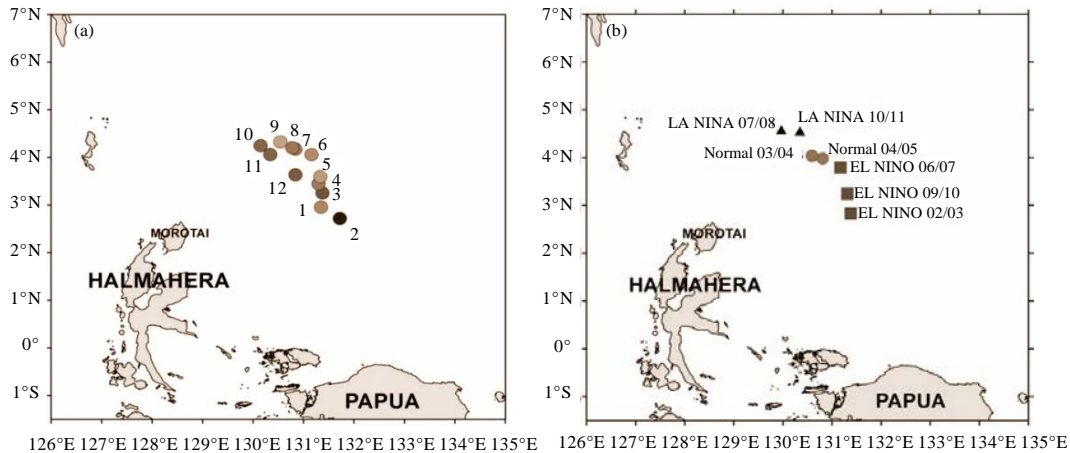 (a)
7°N
6°N
5°N
4°N
3°N
2°N
1°N
0°
1°S
9
8
7
6
10
11
5
4
12
3
1
2
MOROTAI
HALMAHERA
PAPUA
126°E 127°E 128°E 129°E 130°E 131°E 132°E 133°E 134°E 135°E
(b)
7°N
6°N
5°N
4°N
3°N
2°N
1°N
0°
1°S
LA NINA 07/08
LA NINA 10/11
Normal 03/04
Normal 04/05
EL NINO 06/07
EL NINO 09/10
EL NINO 02/03
MOROTAI
HALMAHERA
PAPUA
126°E 127°E 128°E 129°E 130°E 131°E 132°E 133°E 134°E 135°E